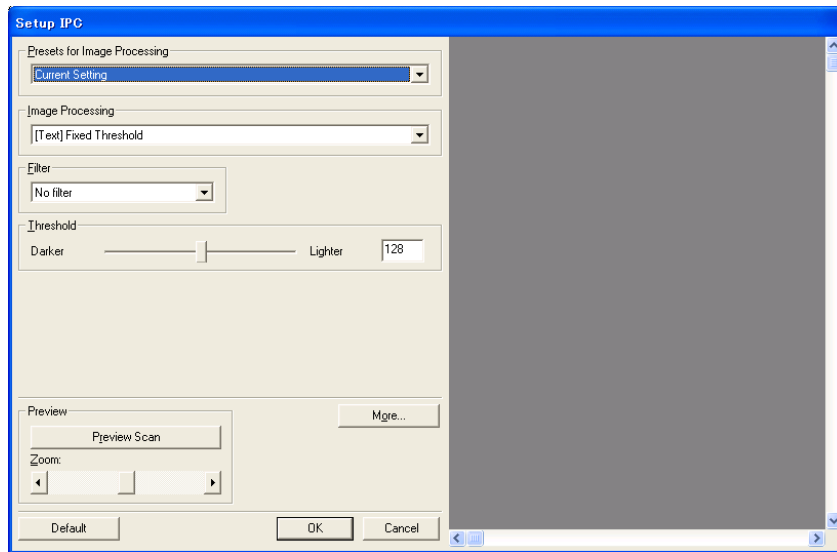 Setup IPC
Presets for Image Processing
Current Setting
Image Processing
[Text] Fixed Threshold
Filter
No filter
Threshold
Darker Lighter 128
Preview
More...
Preview Scan
Zoom:
Default OK Cancel